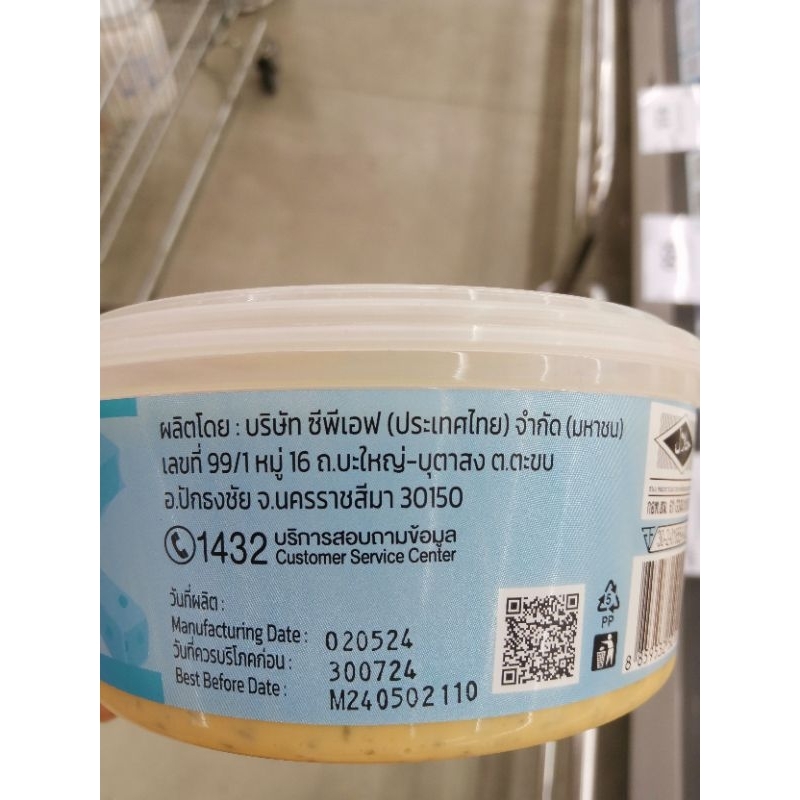 ผลิตโดย : บริษัท ซีพีเอฟ (ประเทศไทย) จำกัด (มหาชน)
เลขที่ 99/1 หมู่ 16 ถ.บะใหญ่-บุตาสง ต.ตะขบ
อ.ปักธงชัย จ.นครราชสีมา 30150
1432 บริการสอบถามข้อมูล
Customer Service Center
วันที่ผลิต :
Manufacturing Date : 020524
วันที่ควรบริโภคก่อน : 300724
Best Before Date : M240502110
5
PP